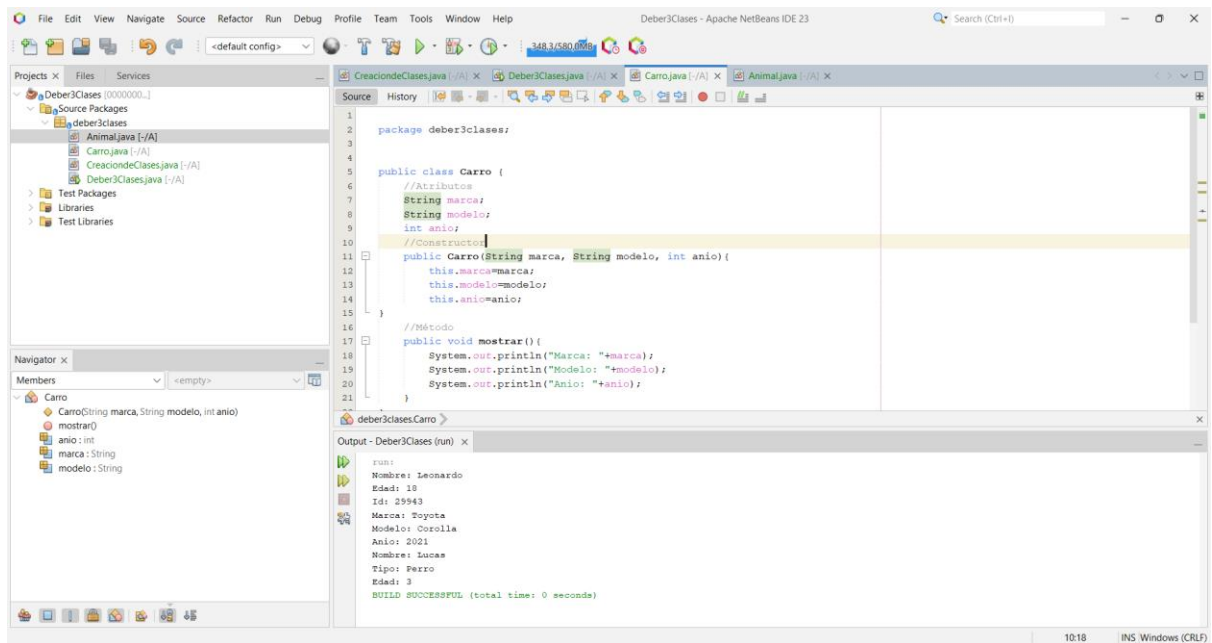 File Edit View Navigate Source Refactor Run Debug Profile Team Tools Window Help
Deber3Clases - Apache NetBeans IDE 23
Search (Ctrl+I)
<default config>
348,3/580,0MB
Projects
Files
Services
Deber3Clases [0000000...]
Source Packages
deber3clases
Animal.java [-/A]
Carro.java [-/A]
CreaciondeClases.java [-/A]
Deber3Clases.java [-/A]
Test Packages
Libraries
Test Libraries
Navigator
Members
<empty>
Carro
Carro(String marca, String modelo, int anio)
mostrar()
anio : int
marca : String
modelo : String
CreaciondeClases.java [-/A]
Deber3Clases.java [-/A]
Carro.java [-/A]
Animal.java [-/A]
Source History
1
2 package deber3clases;
3
4
5 public class Carro {
6 //Atributos
7 String marca;
8 String modelo;
9 int anio;
10 //Constructor
11 public Carro(String marca, String modelo, int anio){
12 this.marca=marca;
13 this.modelo=modelo;
14 this.anio=anio;
15 }
16 //Método
17 public void mostrar(){
18 System.out.println("Marca: "+marca);
19 System.out.println("Modelo: "+modelo);
20 System.out.println("Anio: "+anio);
21 }
deber3clases.Carro
Output - Deber3Clases (run)
run:
Nombre: Leonardo
Edad: 18
Id: 29943
Marca: Toyota
Modelo: Corolla
Anio: 2021
Nombre: Lucas
Tipo: Perro
Edad: 3
BUILD SUCCESSFUL (total time: 0 seconds)
10:18
INS
Windows (CRLF)